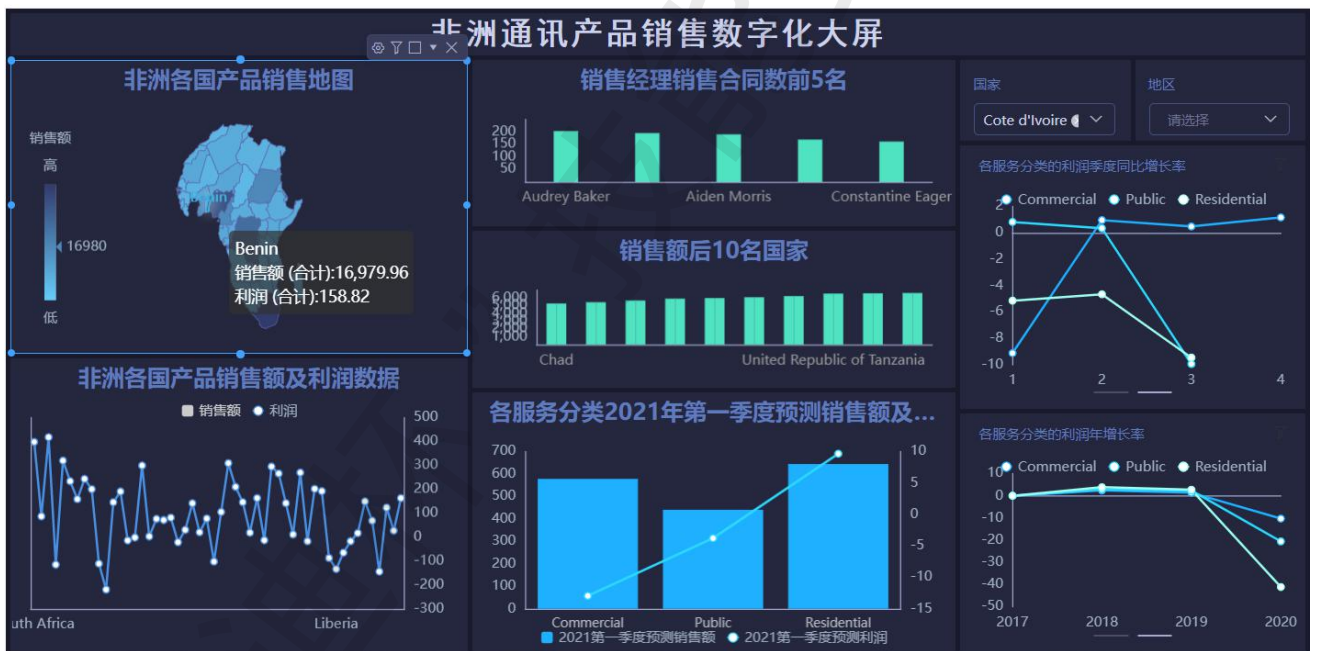 非洲通讯产品销售数字化大屏
非洲各国产品销售地图
销售额
高
16980
低
Benin
Benin
销售额 (合计):16,979.96
利润 (合计):158.82
销售经理销售合同数前5名
200
150
100
50
Audrey Baker
Aiden Morris
Constantine Eager
销售额后10名国家
6,000
1,000
Chad
United Republic of Tanzania
国家
Cote d'Ivoire
地区
请选择
各服务分类的利润季度同比增长率
Commercial Public Residential
2
0
-2
-4
-6
-8
-10
1 2 3 4
非洲各国产品销售额及利润数据
销售额 利润
500
400
300
200
100
0
-100
-200
-300
uth Africa
Liberia
各服务分类2021年第一季度预测销售额及...
700
600
500
400
300
200
100
0
10
5
0
-5
-10
-15
Commercial Public Residential
2021第一季度预测销售额 2021第一季度预测利润
各服务分类的利润年增长率
Commercial Public Residential
10
0
-10
-20
-30
-40
-50
2017 2018 2019 2020